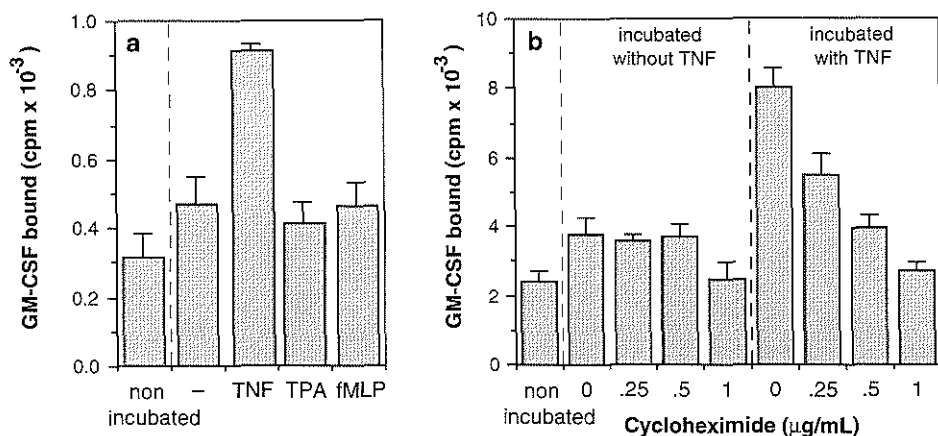 a
GM-CSF bound (cpm x 10-3)
1.0
0.8
0.6
0.4
0.2
0.0
non
incubated
–
TNF
TPA
fMLP
b
incubated
without TNF
incubated
with TNF
GM-CSF bound (cpm x 10-3)
10
8
6
4
2
0
non
incubated
0 .25 .5 1 0 .25 .5 1
Cycloheximide (μg/mL)